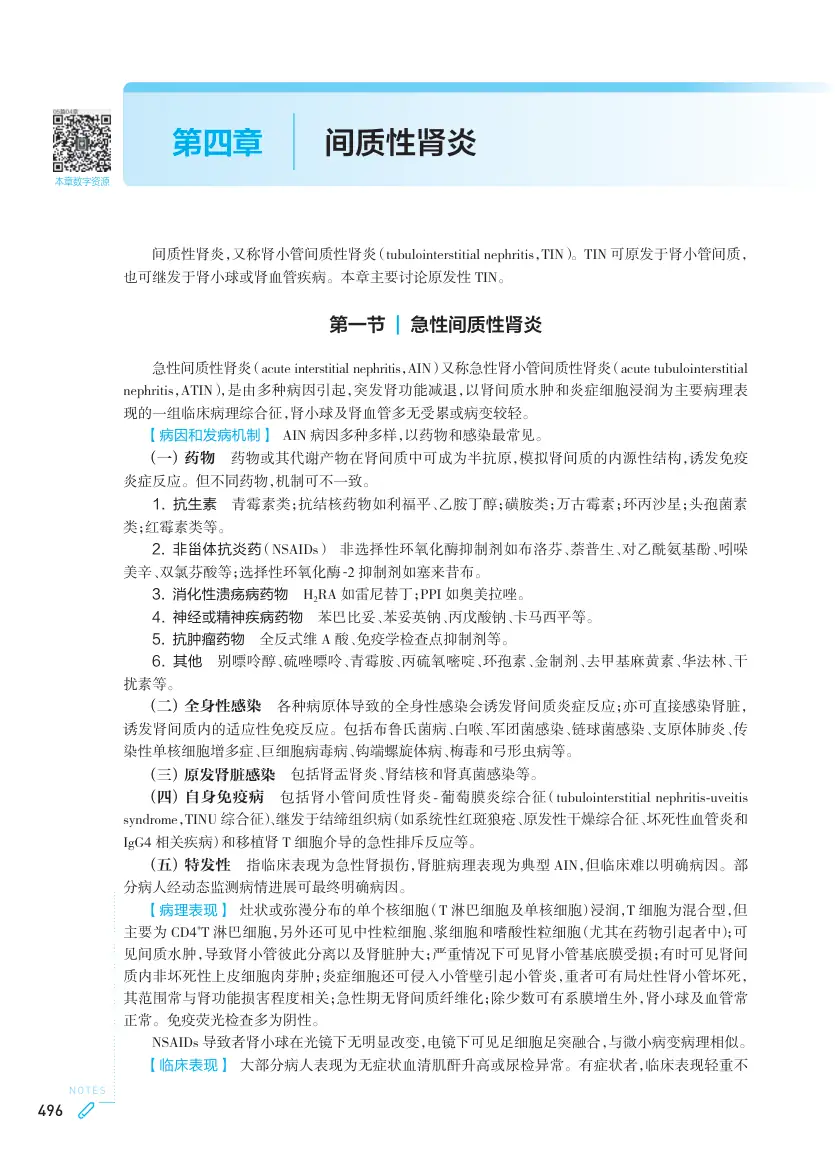 第四章 间质性肾炎
本章数字资源
间质性肾炎,又称肾小管间质性肾炎(tubulointerstitial nephritis,TIN)。TIN 可原发于肾小管间质,
也可继发于肾小球或肾血管疾病。本章主要讨论原发性 TIN。
第一节 | 急性间质性肾炎
急性间质性肾炎(acute interstitial nephritis,AIN)又称急性肾小管间质性肾炎(acute tubulointerstitial
nephritis,ATIN),是由多种病因引起,突发肾功能减退,以肾间质水肿和炎症细胞浸润为主要病理表
现的一组临床病理综合征,肾小球及肾血管多无受累或病变较轻。
【病因和发病机制】 AIN 病因多种多样,以药物和感染最常见。
(一)药物 药物或其代谢产物在肾间质中可成为半抗原,模拟肾间质的内源性结构,诱发免疫
炎症反应。但不同药物,机制可不一致。
1. 抗生素 青霉素类;抗结核药物如利福平、乙胺丁醇;磺胺类;万古霉素;环丙沙星;头孢菌素
类;红霉素类等。
2. 非甾体抗炎药(NSAIDs) 非选择性环氧化酶抑制剂如布洛芬、萘普生、对乙酰氨基酚、吲哚
美辛、双氯芬酸等;选择性环氧化酶-2 抑制剂如塞来昔布。
3. 消化性溃疡病药物 H₂RA 如雷尼替丁;PPI 如奥美拉唑。
4. 神经或精神疾病药物 苯巴比妥、苯妥英钠、丙戊酸钠、卡马西平等。
5. 抗肿瘤药物 全反式维 A 酸、免疫学检查点抑制剂等。
6. 其他 别嘌呤醇、硫唑嘌呤、青霉胺、丙硫氧嘧啶、环孢素、金制剂、去甲基麻黄素、华法林、干
扰素等。
(二)全身性感染 各种病原体导致的全身性感染会诱发肾间质炎症反应;亦可直接感染肾脏,
诱发肾间质内的适应性免疫反应。包括布鲁氏菌病、白喉、军团菌感染、链球菌感染、支原体肺炎、传
染性单核细胞增多症、巨细胞病毒病、钩端螺旋体病、梅毒和弓形虫病等。
(三)原发肾脏感染 包括肾盂肾炎、肾结核和肾真菌感染等。
(四)自身免疫病 包括肾小管间质性肾炎-葡萄膜炎综合征(tubulointerstitial nephritis-uveitis
syndrome,TINU 综合征)、继发于结缔组织病(如系统性红斑狼疮、原发性干燥综合征、坏死性血管炎和
IgG4 相关疾病)和移植肾 T 细胞介导的急性排斥反应等。
(五)特发性 指临床表现为急性肾损伤,肾脏病理表现为典型 AIN,但临床难以明确病因。部
分病人经动态监测病情进展可最终明确病因。
【病理表现】 灶状或弥漫分布的单个核细胞(T 淋巴细胞及单核细胞)浸润,T 细胞为混合型,但
主要为 CD4⁺T 淋巴细胞,另外还可见中性粒细胞、浆细胞和嗜酸性粒细胞(尤其在药物引起者中);可
见间质水肿,导致肾小管彼此分离以及肾脏肿大;严重情况下可见肾小管基底膜受损;有时可见肾间
质内非坏死性上皮细胞肉芽肿;炎症细胞还可侵入小管壁引起小管炎,重者可有局灶性肾小管坏死,
其范围常与肾功能损害程度相关;急性期无肾间质纤维化;除少数可有系膜增生外,肾小球及血管常
正常。免疫荧光检查多为阴性。
NSAIDs 导致者肾小球在光镜下无明显改变,电镜下可见足细胞足突融合,与微小病变病理相似。
【临床表现】 大部分病人表现为无症状血清肌酐升高或尿检异常。有症状者,临床表现轻重不
NOTES
496